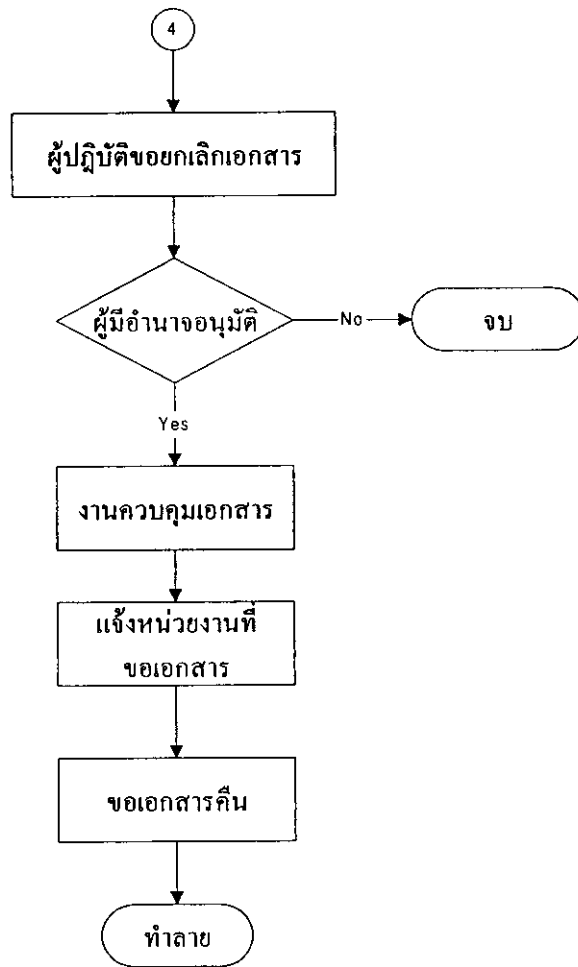 4
ผู้ปฎิบัติขอยกเลิกเอกสาร
ผู้มีอำนาจอนุมัติ
No
จบ
Yes
งานควบคุมเอกสาร
แจ้งหน่วยงานที่
ขอเอกสาร
ขอเอกสารคืน
ทำลาย